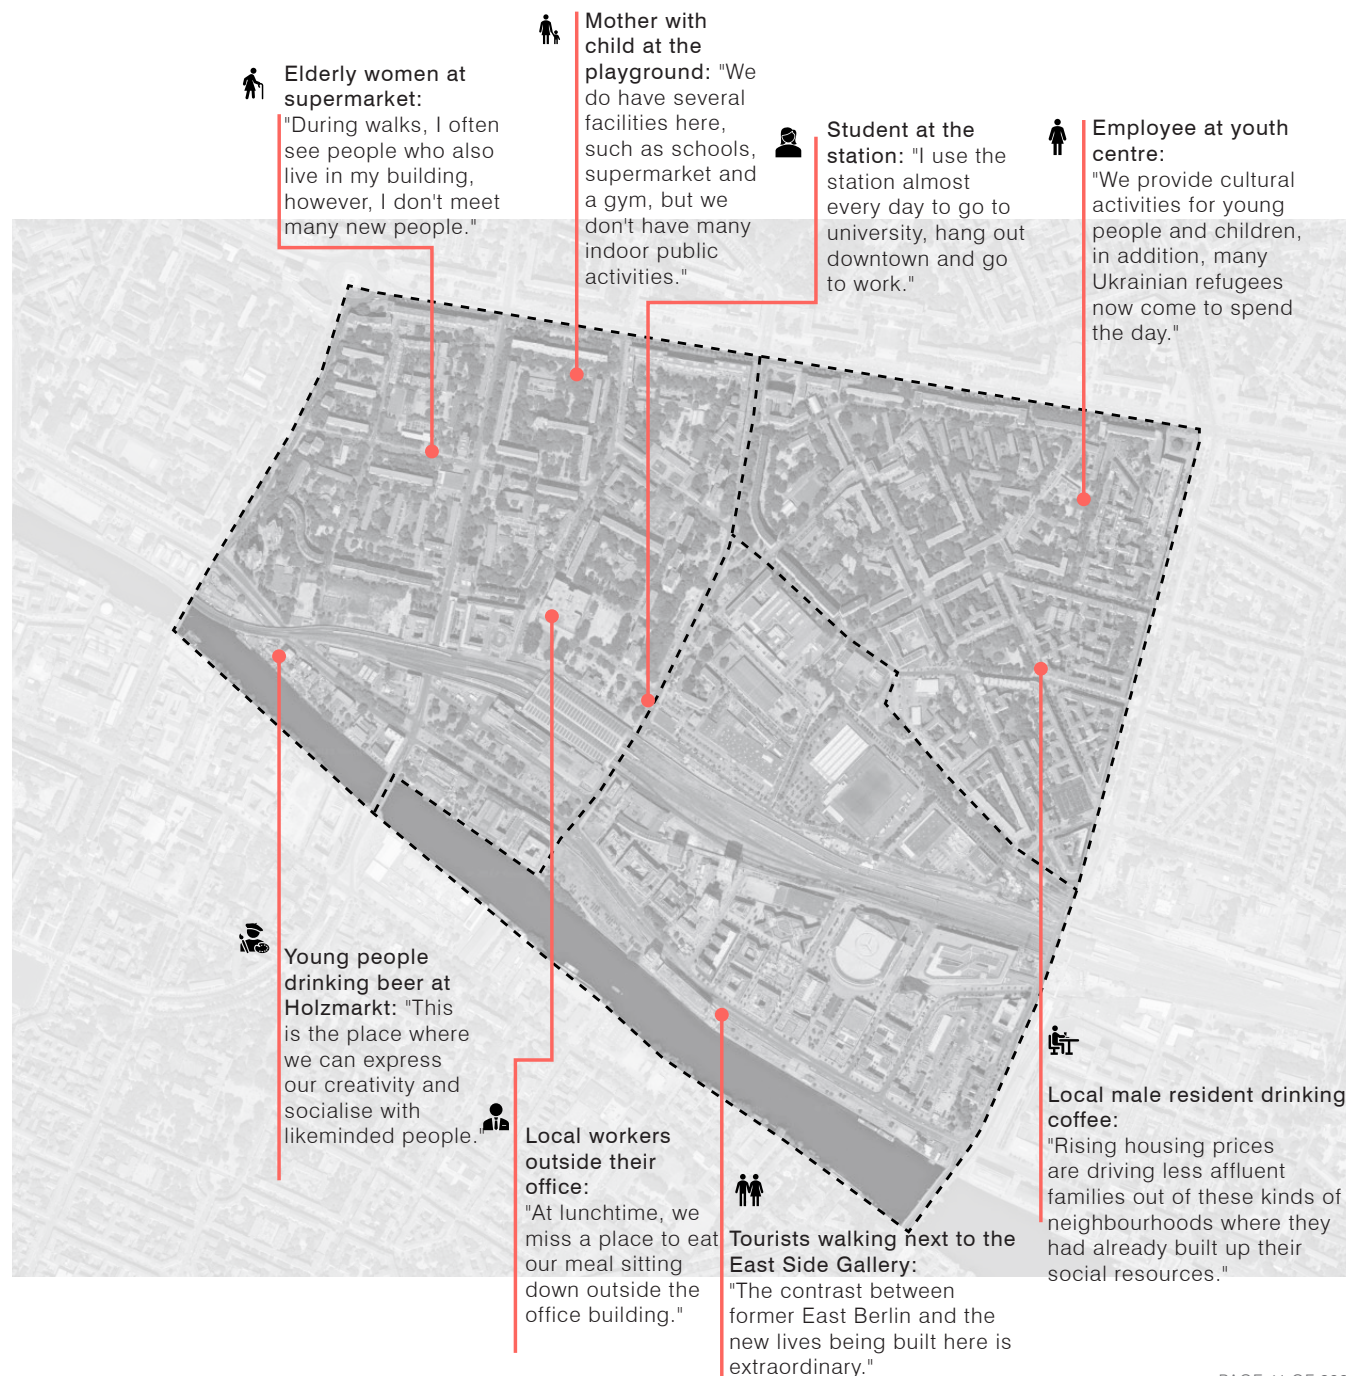 Mother with
child at the
playground: "We
do have several
facilities here,
such as schools,
supermarket and
a gym, but we
don't have many
indoor public
activities."
Elderly women at
supermarket:
"During walks, I often
see people who also
live in my building,
however, I don't meet
many new people."
Student at the
station: "I use the
station almost
every day to go to
university, hang out
downtown and go
to work."
Employee at youth
centre:
"We provide cultural
activities for young
people and children,
in addition, many
Ukrainian refugees
now come to spend
the day."
Young people
drinking beer at
Holzmarkt: "This
is the place where
we can express
our creativity and
socialise with
likeminded people."
Local workers
outside their
office:
"At lunchtime, we
miss a place to eat
our meal sitting
down outside the
office building."
Tourists walking next to the
East Side Gallery:
"The contrast between
former East Berlin and the
new lives being built here is
extraordinary."
Local male resident drinking
coffee:
"Rising housing prices
are driving less affluent
families out of these kinds of
neighbourhoods where they
had already built up their
social resources."